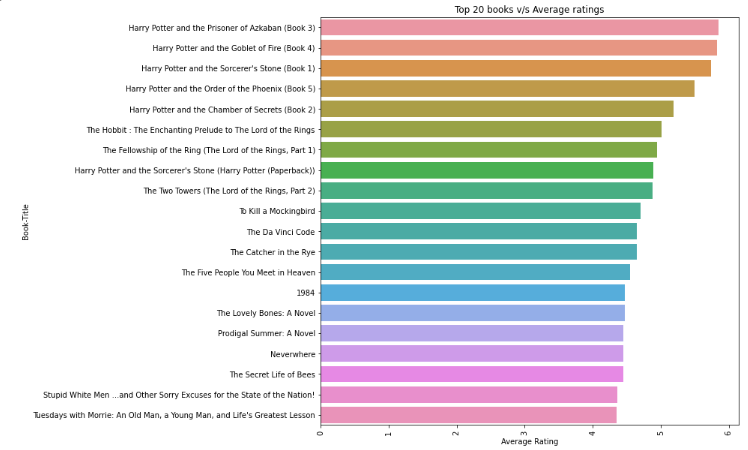 Top 20 books v/s Average ratings
Harry Potter and the Prisoner of Azkaban (Book 3)
Harry Potter and the Goblet of Fire (Book 4)
Harry Potter and the Sorcerer's Stone (Book 1)
Harry Potter and the Order of the Phoenix (Book 5)
Harry Potter and the Chamber of Secrets (Book 2)
The Hobbit : The Enchanting Prelude to The Lord of the Rings
The Fellowship of the Ring (The Lord of the Rings, Part 1)
Harry Potter and the Sorcerer's Stone (Harry Potter (Paperback))
The Two Towers (The Lord of the Rings, Part 2)
To Kill a Mockingbird
Book-Title
The Da Vinci Code
The Catcher in the Rye
The Five People You Meet in Heaven
1984
The Lovely Bones: A Novel
Prodigal Summer: A Novel
Neverwhere
The Secret Life of Bees
Stupid White Men ...and Other Sorry Excuses for the State of the Nation!
Tuesdays with Morrie: An Old Man, a Young Man, and Life's Greatest Lesson
0 1 2 3 4 5 6
Average Rating